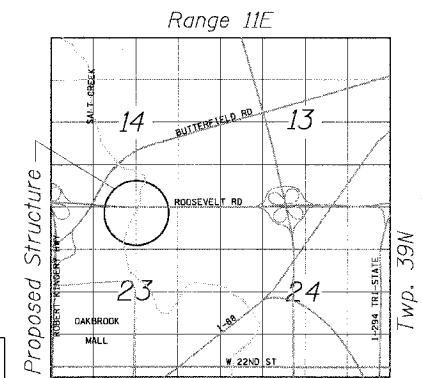 Range 11E
SALT CREEK
14
13
BUTTERFIELD RD
Proposed Structure
ROOSEVELT RD
Twp. 39N
ROBERT KINGERY HWY
23
24
I-294 TRI-STATE
OAKBROOK
MALL
I-88
W. 22ND ST